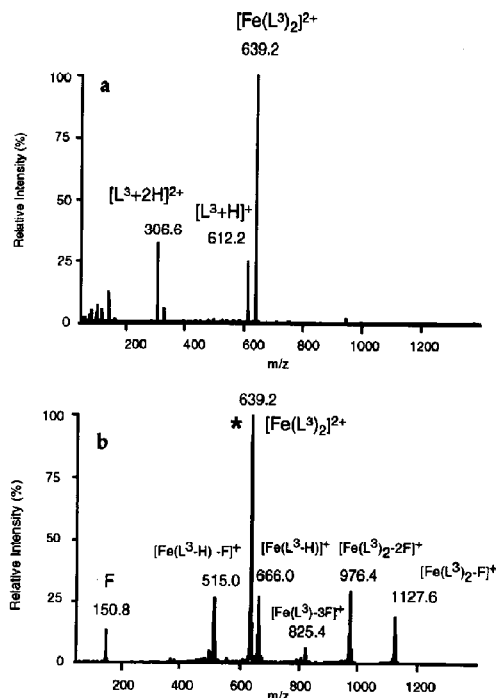 [Fe(L³)₂]²⁺
639.2
100
a
75
50
25
0
Relative Intensity (%)
[L³+2H]²⁺
306.6
[L³+H]⁺
612.2
200 400 600 800 1000 1200
m/z
639.2
* [Fe(L³)₂]²⁺
100
b
75
50
25
0
Relative Intensity (%)
F
150.8
[Fe(L³-H) -F]⁺
515.0
[Fe(L³-H)]⁺
666.0
[Fe(L³)-3F]⁺
825.4
[Fe(L³)₂-2F]⁺
976.4
[Fe(L³)₂-F]⁺
1127.6
200 400 600 800 1000 1200
m/z